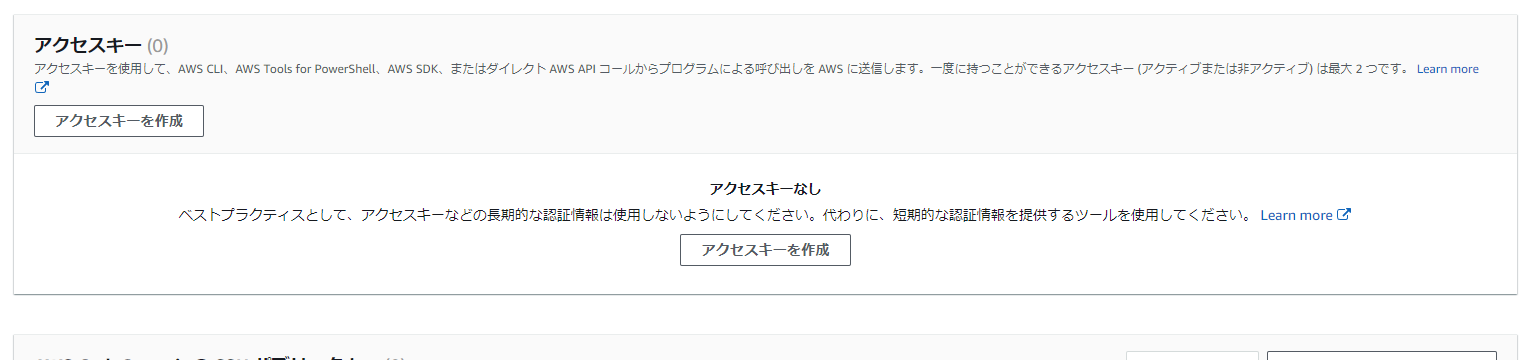 アクセスキー (0)
アクセスキーを使用して、AWS CLI、AWS Tools for PowerShell、AWS SDK、またはダイレクト AWS API コールからプログラムによる呼び出しを AWS に送信します。一度に持つことができるアクセスキー (アクティブまたは非アクティブ) は最大 2 つです。 Learn more
アクセスキーを作成
アクセスキーなし
ベストプラクティスとして、アクセスキーなどの長期的な認証情報は使用しないようにしてください。代わりに、短期的な認証情報を提供するツールを使用してください。 Learn more
アクセスキーを作成